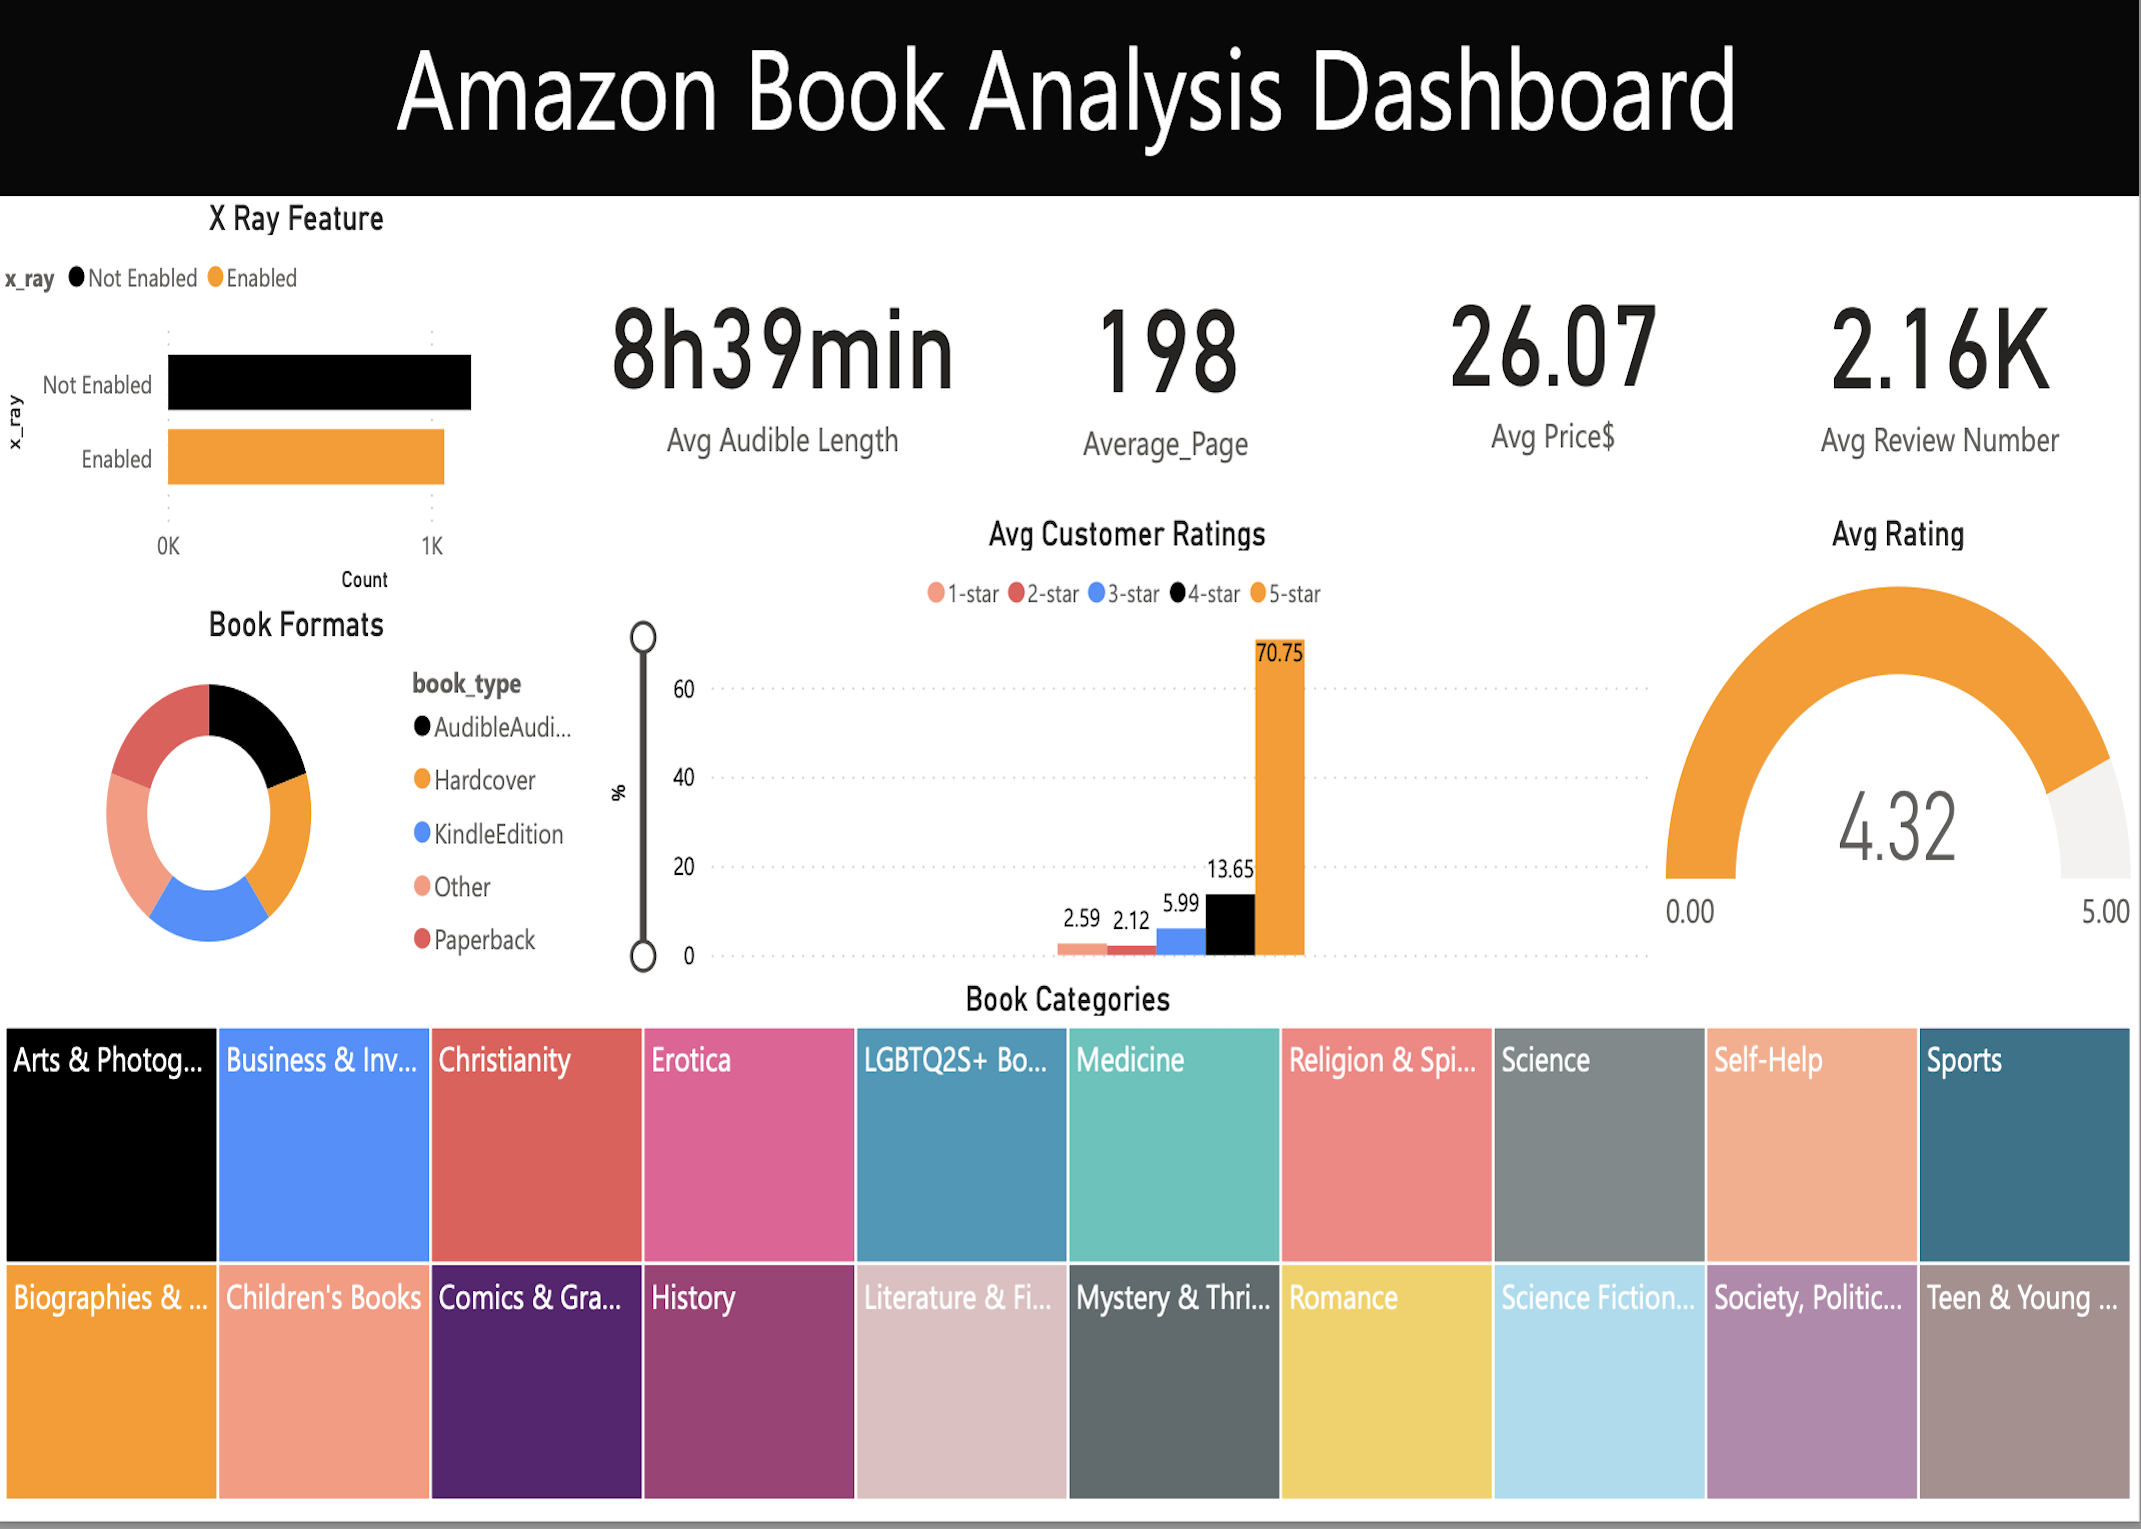 Amazon Book Analysis Dashboard
X Ray Feature
x_ray Not Enabled Enabled
x_ray
Not Enabled
Enabled
0K 1K
Count
8h39min
Avg Audible Length
198
Average_Page
26.07
Avg Price$
2.16K
Avg Review Number
Book Formats
book_type
AudibleAudi...
Hardcover
KindleEdition
Other
Paperback
Avg Customer Ratings
1-star 2-star 3-star 4-star 5-star
%
60
40
20
0
2.59
2.12
5.99
13.65
70.75
Avg Rating
4.32
0.00 5.00
Book Categories
Arts & Photog... Business & Inv... Christianity Erotica LGBTQ2S+ Bo... Medicine Religion & Spi... Science Self-Help Sports
Biographies & ... Children's Books Comics & Gra... History Literature & Fi... Mystery & Thri... Romance Science Fiction... Society, Politic... Teen & Young ...